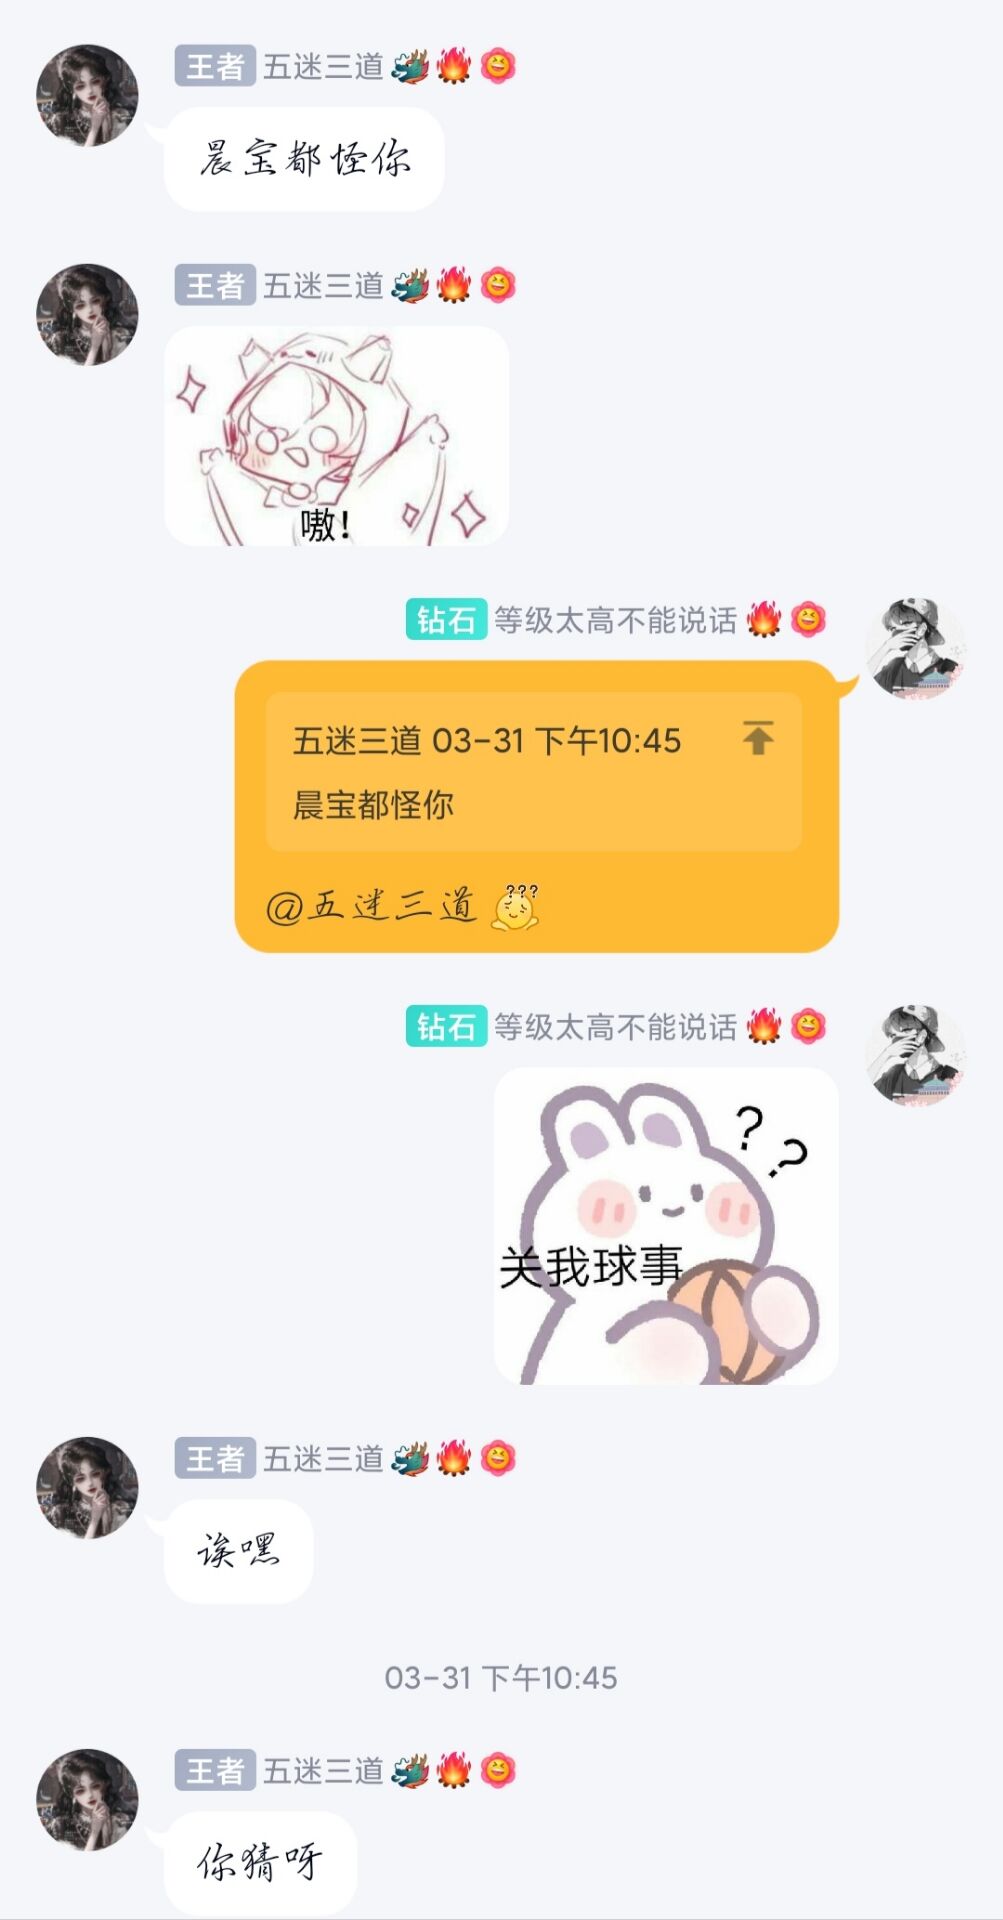 王者 五迷三道
晨宝都怪你
王者 五迷三道
嗷！
钻石 等级太高不能说话
五迷三道 03-31 下午10:45
晨宝都怪你
@五迷三道 ???
钻石 等级太高不能说话
??
关我球事
王者 五迷三道
诶嘿
03-31 下午10:45
王者 五迷三道
你猜呀